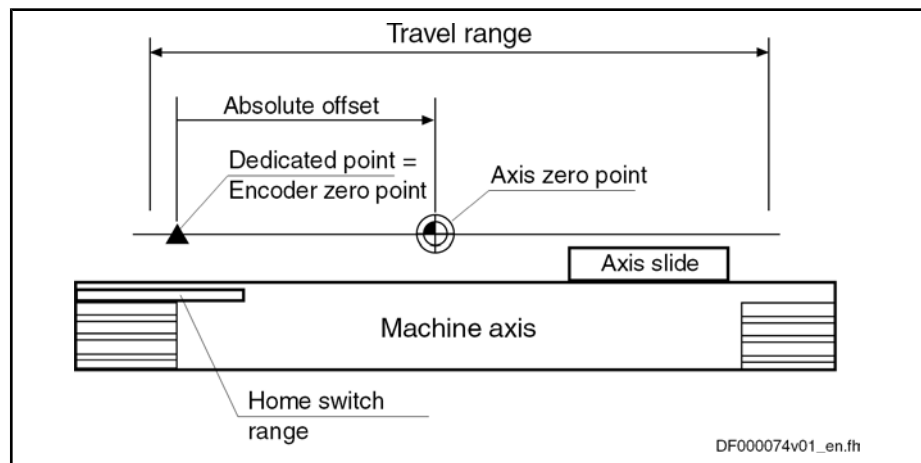 Travel range
Absolute offset
Dedicated point =
Encoder zero point
Axis zero point
Axis slide
Machine axis
Home switch
range
DF000074v01_en.fh